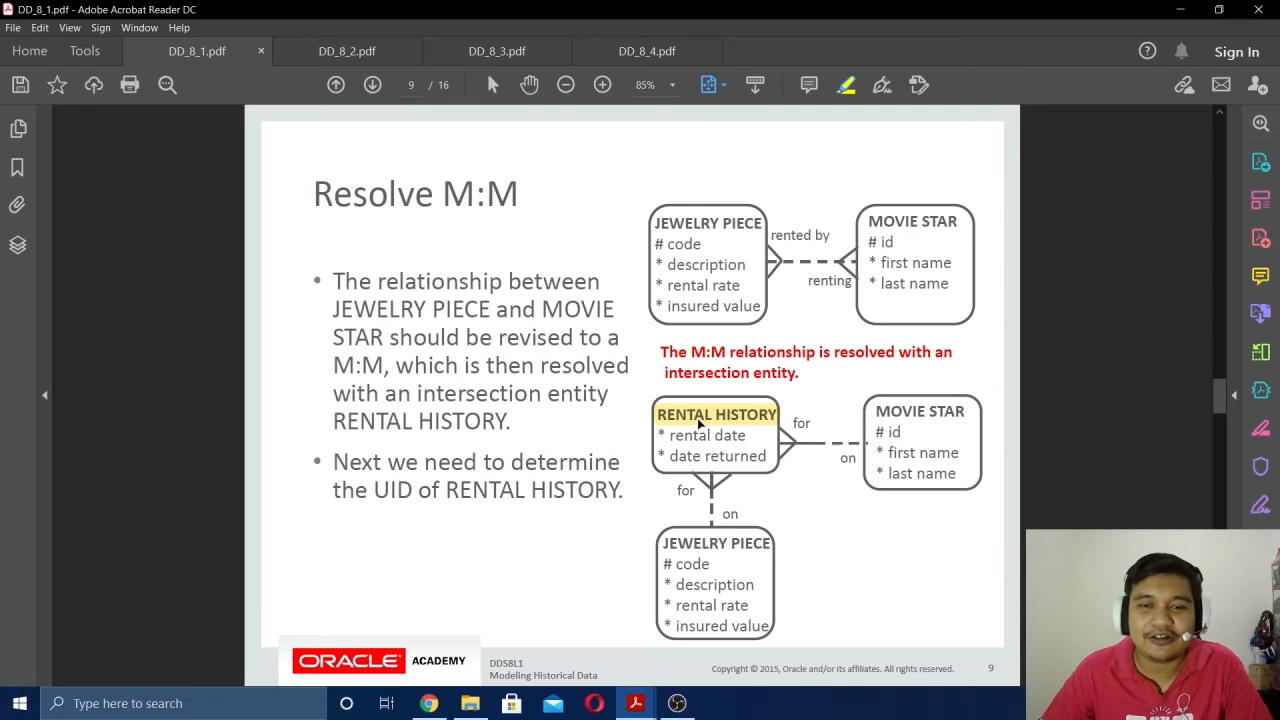 DD_8_1.pdf - Adobe Acrobat Reader DC
File Edit View Sign Window Help
Home Tools DD_8_1.pdf × DD_8_2.pdf DD_8_3.pdf DD_8_4.pdf Sign In
9 / 16 85%
Resolve M:M
• The relationship between
JEWELRY PIECE and MOVIE
STAR should be revised to a
M:M, which is then resolved
with an intersection entity
RENTAL HISTORY.
• Next we need to determine
the UID of RENTAL HISTORY.
JEWELRY PIECE
# code
* description
* rental rate
* insured value
rented by
renting
MOVIE STAR
# id
* first name
* last name
The M:M relationship is resolved with an
intersection entity.
RENTAL HISTORY
* rental date
* date returned
for
on
MOVIE STAR
# id
* first name
* last name
for
on
JEWELRY PIECE
# code
* description
* rental rate
* insured value
ORACLE ACADEMY
DDS8L1
Modeling Historical Data
Copyright © 2015, Oracle and/or its affiliates. All rights reserved.
9
Type here to search